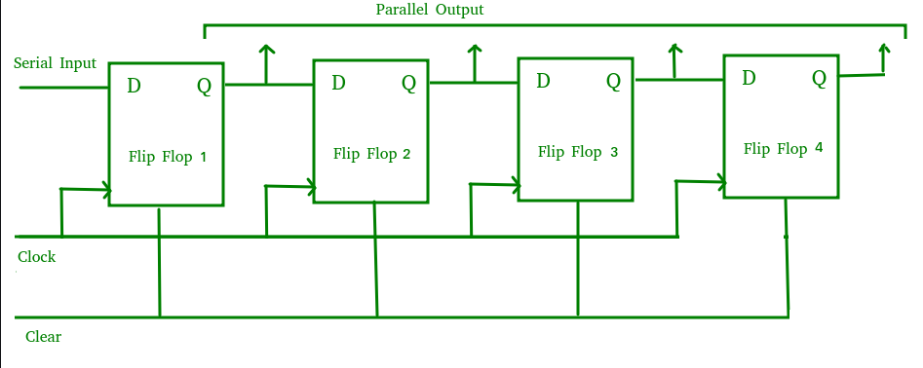 Parallel Output
Serial Input
D Q
Flip Flop 1
D Q
Flip Flop 2
D Q
Flip Flop 3
D Q
Flip Flop 4
Clock
Clear